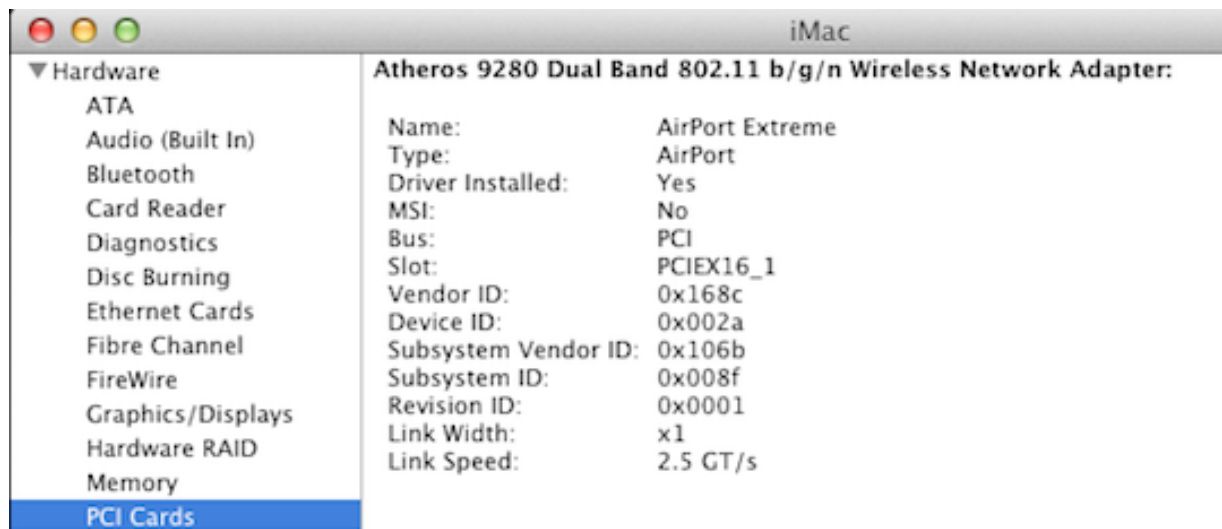 iMac
Hardware
ATA
Audio (Built In)
Bluetooth
Card Reader
Diagnostics
Disc Burning
Ethernet Cards
Fibre Channel
FireWire
Graphics/Displays
Hardware RAID
Memory
PCI Cards
Atheros 9280 Dual Band 802.11 b/g/n Wireless Network Adapter:
Name: AirPort Extreme
Type: AirPort
Driver Installed: Yes
MSI: No
Bus: PCI
Slot: PCIEX16_1
Vendor ID: 0x168c
Device ID: 0x002a
Subsystem Vendor ID: 0x106b
Subsystem ID: 0x008f
Revision ID: 0x0001
Link Width: x1
Link Speed: 2.5 GT/s